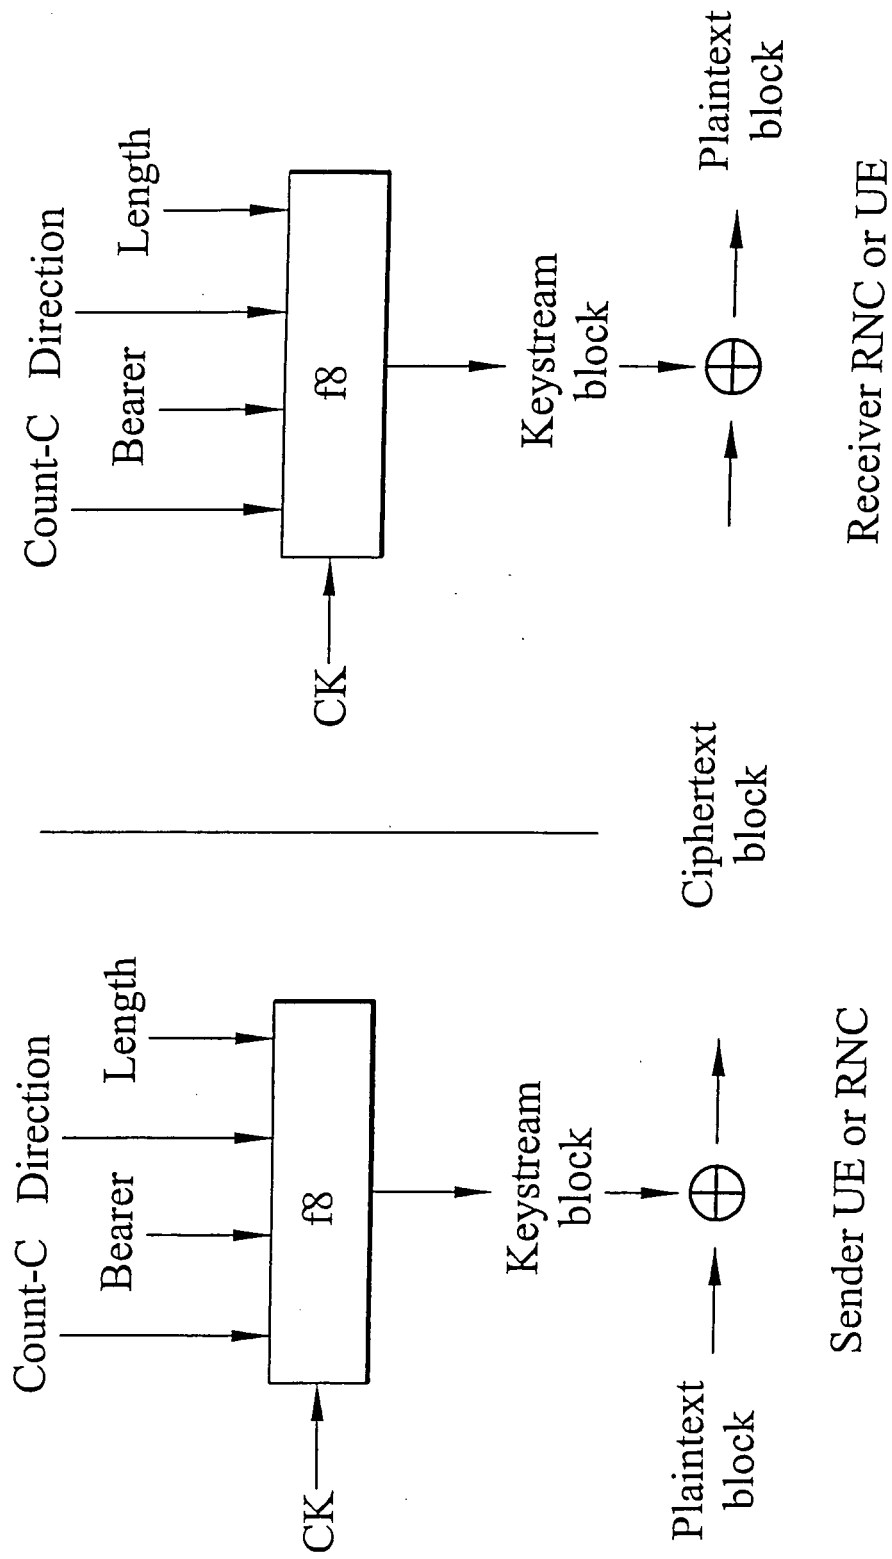 Count-C Direction
Bearer Length
CK
f8
Keystream
block
Plaintext
block
Sender UE or RNC
Ciphertext
block
Count-C Direction
Bearer Length
CK
f8
Keystream
block
Plaintext
block
Receiver RNC or UE